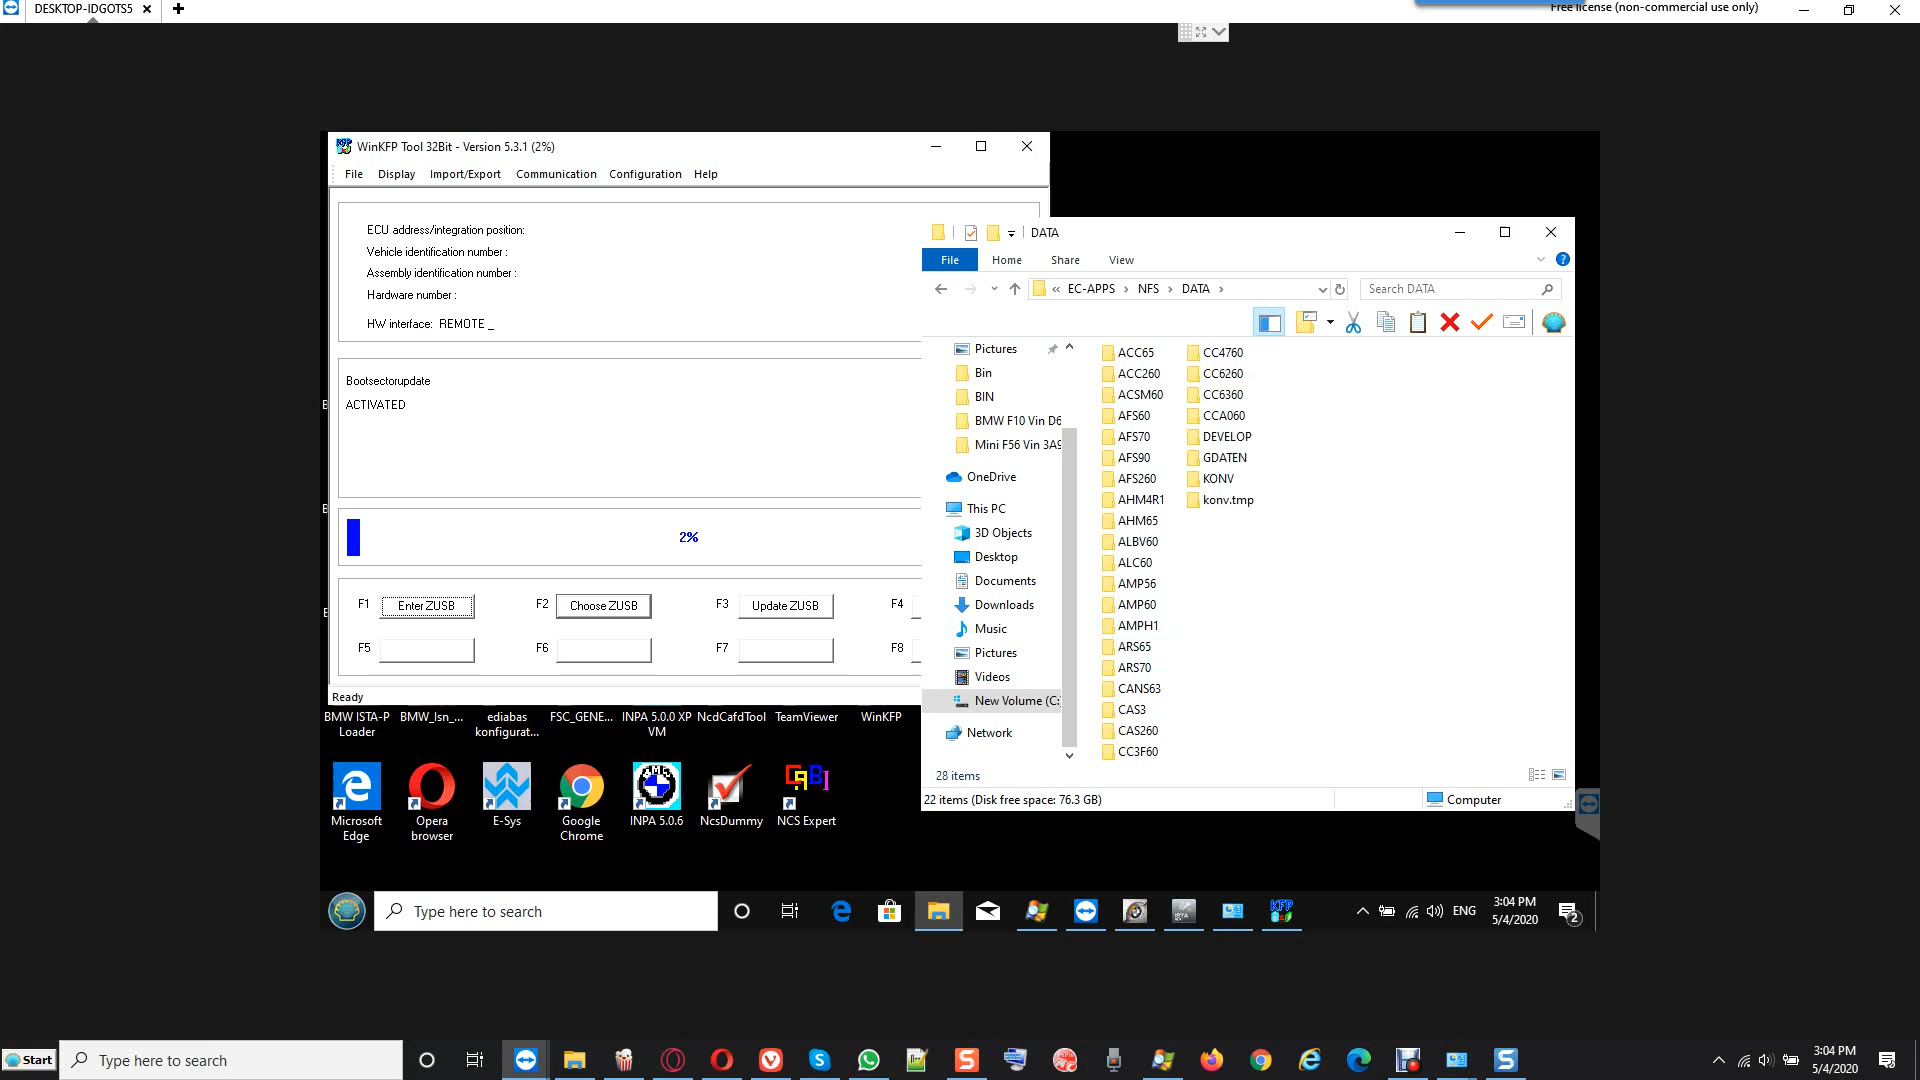 DESKTOP-IDGOTS5
Free license (non-commercial use only)
WinKFP Tool 32Bit - Version 5.3.1 (2%)
File Display Import/Export Communication Configuration Help
ECU address/integration position:
Vehicle identification number :
Assembly identification number :
Hardware number :
HW interface: REMOTE _
Bootsectorupdate
ACTIVATED
2%
F1 Enter ZUSB F2 Choose ZUSB F3 Update ZUSB F4
F5 F6 F7 F8
Ready
DATA
File Home Share View
« EC-APPS > NFS > DATA >
Search DATA
Pictures
Bin
BIN
BMW F10 Vin D6
Mini F56 Vin 3A9
OneDrive
This PC
3D Objects
Desktop
Documents
Downloads
Music
Pictures
Videos
New Volume (C:
Network
ACC65
ACC260
ACSM60
AFS60
AFS70
AFS90
AFS260
AHM4R1
AHM65
ALBV60
ALC60
AMP56
AMP60
AMPH1
ARS65
ARS70
CANS63
CAS3
CAS260
CC3F60
CC4760
CC6260
CC6360
CCA060
DEVELOP
GDATEN
KONV
konv.tmp
28 items
22 items (Disk free space: 76.3 GB)
Computer
BMW ISTA-P
Loader
BMW_lsn_...
ediabas
konfigurat...
FSC_GENE...
INPA 5.0.0 XP
VM
NcdCafdTool
TeamViewer
WinKFP
Microsoft
Edge
Opera
browser
E-Sys
Google
Chrome
INPA 5.0.6
NcsDummy
NCS Expert
Type here to search
ENG
3:04 PM
5/4/2020
2
Start
Type here to search
3:04 PM
5/4/2020